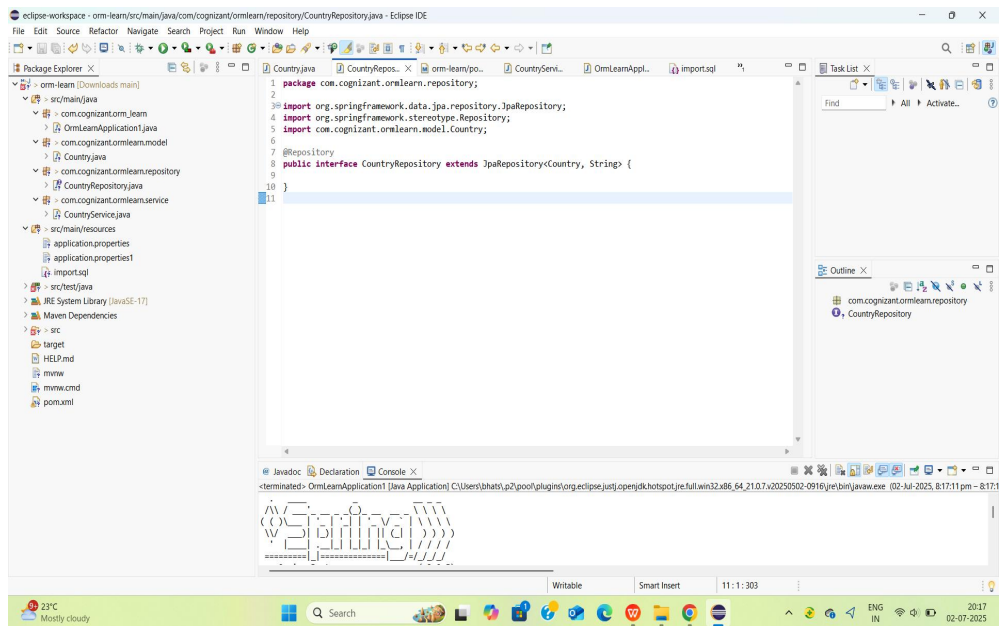 eclipse-workspace - orm-learn/src/main/java/com/cognizant/ormlearn/repository/CountryRepository.java - Eclipse IDE
File Edit Source Refactor Navigate Search Project Run Window Help
Package Explorer
> orm-learn [Downloads main]
> src/main/java
> com.cognizant.orm_learn
> OrmLearnApplication1.java
> com.cognizant.ormlearn.model
> Country.java
> com.cognizant.ormlearn.repository
> CountryRepository.java
> com.cognizant.ormlearn.service
> CountryService.java
> src/main/resources
application.properties
application.properties1
import.sql
> src/test/java
JRE System Library [JavaSE-17]
Maven Dependencies
> src
target
HELP.md
mvnw
mvnw.cmd
pom.xml
Country.java CountryRepos... orm-learn/po... CountryServi... OrmLearnAppl... import.sql
1 package com.cognizant.ormlearn.repository;
2
3 import org.springframework.data.jpa.repository.JpaRepository;
4 import org.springframework.stereotype.Repository;
5 import com.cognizant.ormlearn.model.Country;
6
7 @Repository
8 public interface CountryRepository extends JpaRepository<Country, String> {
9
10 }
11
Task List
Find All Activate...
Outline
com.cognizant.ormlearn.repository
CountryRepository
Javadoc Declaration Console
<terminated> OrmLearnApplication1 [Java Application] C:\Users\bhats\.p2\pool\plugins\org.eclipse.justj.openjdk.hotspot.jre.full.win32.x86_64_21.0.7.v20250502-0916\jre\bin\javaw.exe (02-Jul-2025, 8:17:11 pm – 8:17:1
Spring
Writable Smart Insert 11 : 1 : 303
9+
23°C
Mostly cloudy
Search
ENG
IN
20:17
02-07-2025